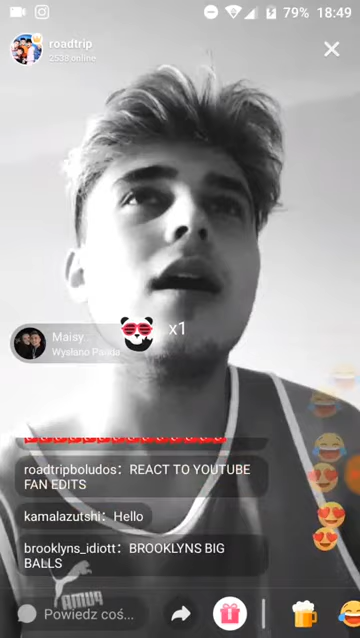 79% 18:49
roadtrip
2538 online
Maisy..
x1
Wysłano Panda
roadtripboludos: REACT TO YOUTUBE
FAN EDITS
kamalazutshi: Hello
brooklyns_idiott: BROOKLYNS BIG
BALLS
PUMA
Powiedz coś...